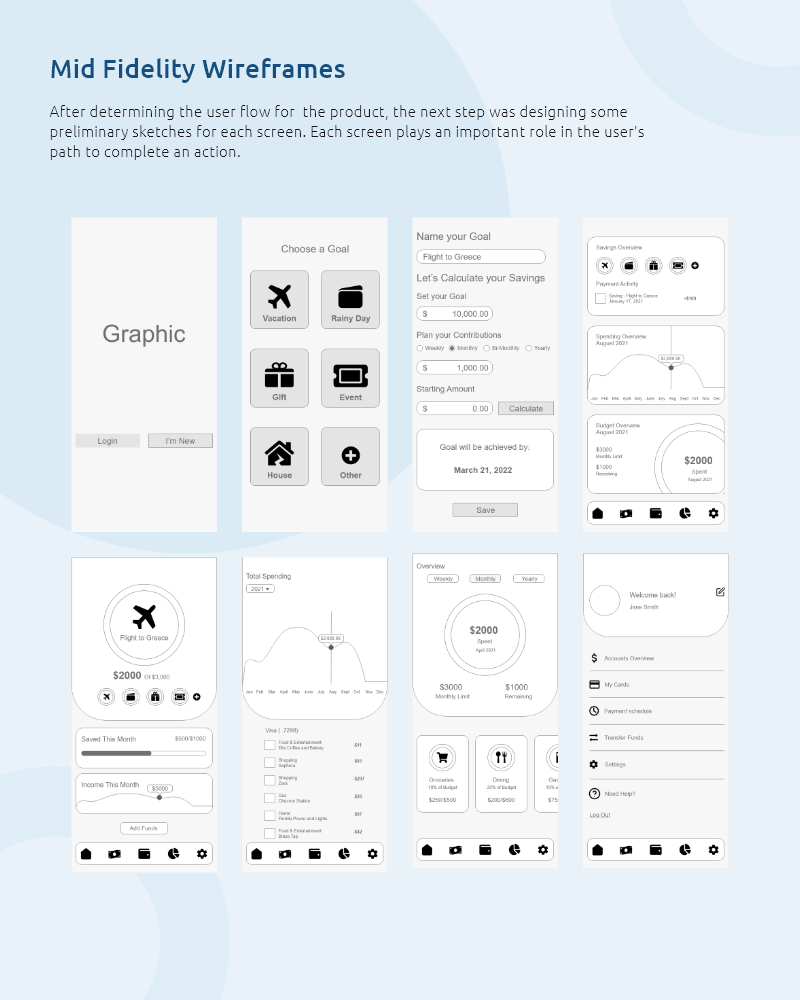 Mid Fidelity Wireframes
After determining the user flow for the product, the next step was designing some
preliminary sketches for each screen. Each screen plays an important role in the user's
path to complete an action.
Graphic
Login
I'm New
Choose a Goal
Vacation
Rainy Day
Gift
Event
House
Other
Name your Goal
Flight to Greece
Let's Calculate your Savings
Set your Goal
$ 10,000.00
Plan your Contributions
Weekly Monthly Bi-Monthly Yearly
$ 1,000.00
Starting Amount
$ 0.00 Calculate
Goal will be achieved by:
March 21, 2022
Save
Savings Overview
Payment Activity
Saving - Flight to Greece
January 17, 2021
+$100
Spending Overview
August 2021
$2,000.00
Jan Feb Mar April May June July Aug Sept Oct Nov Dec
Budget Overview
August 2021
$3000
Monthly Limit
$1000
Remaining
$2000
Spent
August 2021
Flight to Greece
$2000 Of $3,000
Saved This Month $500/$1000
Income This Month
$5000
Add Funds
Total Spending
2021
$2,000.00
Jan Feb Mar April May June July Aug Sept Oct Nov Dec
Visa (..7290)
Food & Entertainment
Ella Coffee and Bakery
-$11
Shopping
Sephora
Shopping
Zara
-$207
Gas
Chevron Station
Home
Florida Power and Lights
Food & Entertainment
Brass Tap
-$42
Overview
Weekly Monthly Yearly
$2000
Spent
April 2021
$3000
Monthly Limit
$1000
Remaining
Groceries
10% of Budget
$250/$500
Dining
20% of Budget
$200/$600
$75
Welcome back!
Jane Smith
Accounts Overview
My Cards
Payment schedule
Transfer Funds
Settings
Need Help?
Log Out